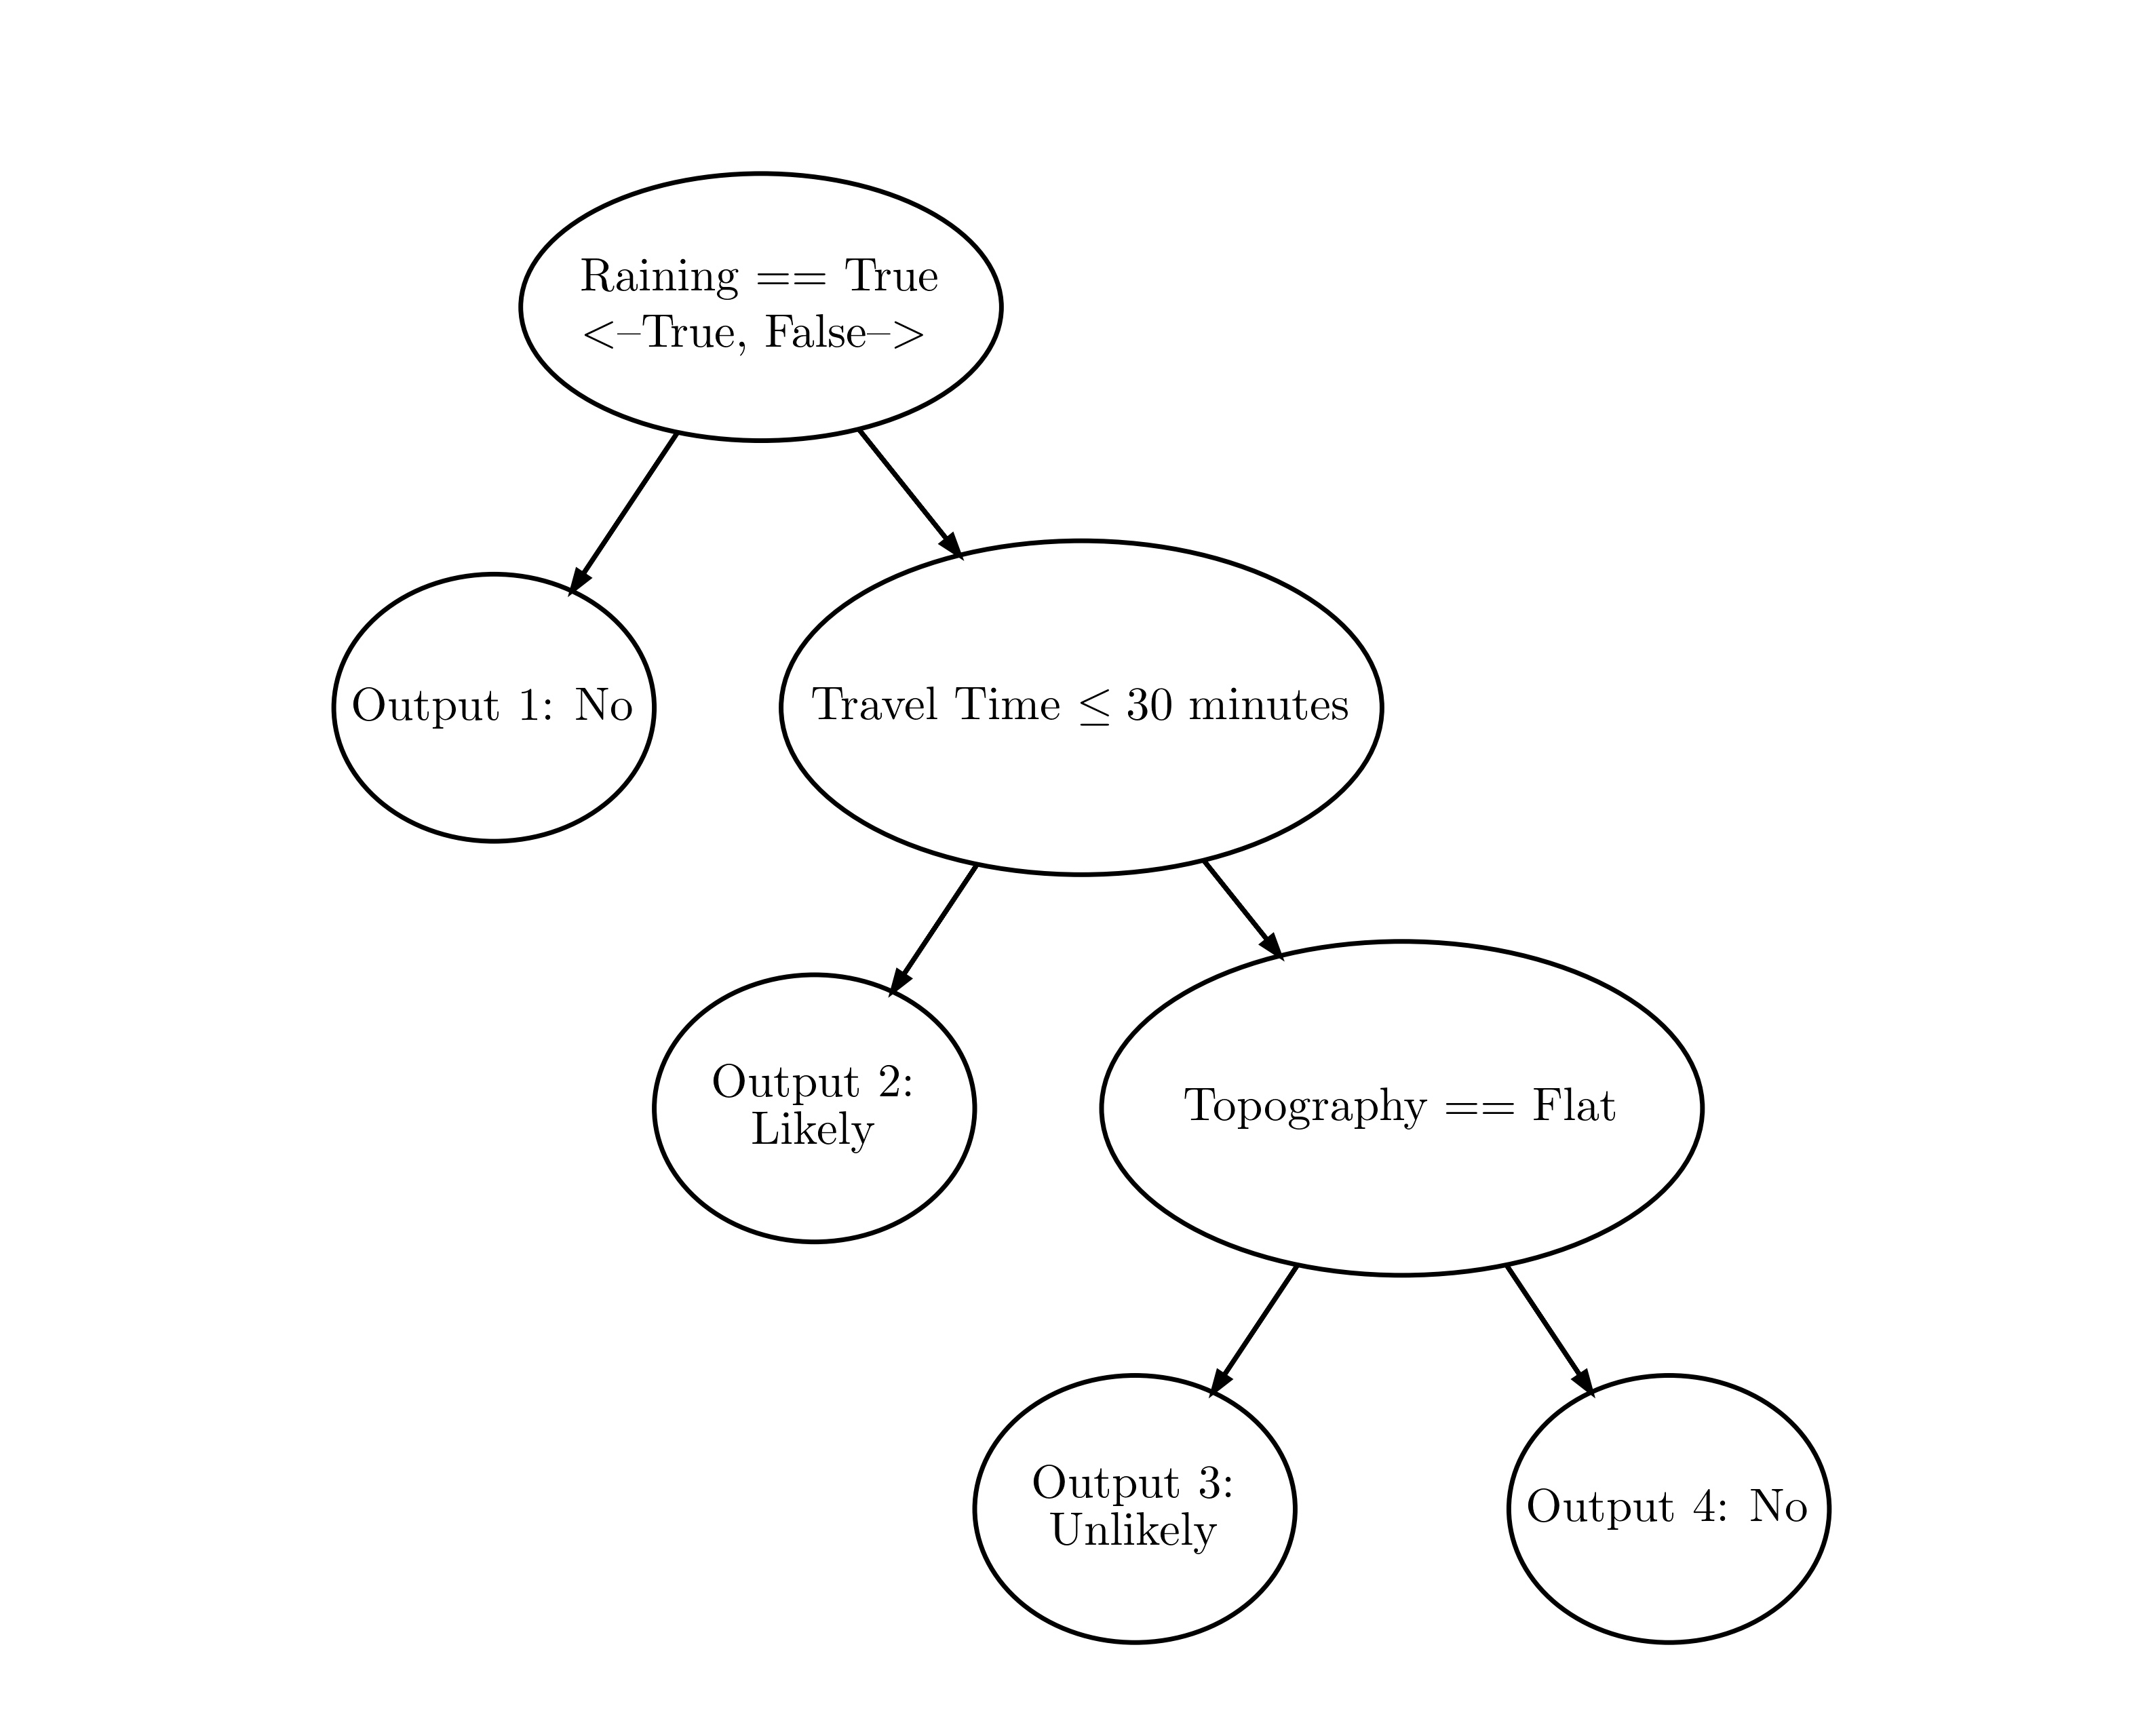 Raining == True
<–True, False–>
Output 1: No
Travel Time ≤ 30 minutes
Output 2:
Likely
Topography == Flat
Output 3:
Unlikely
Output 4: No